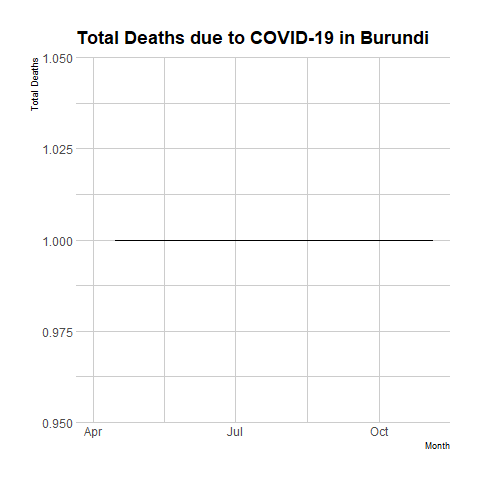 Total Deaths due to COVID-19 in Burundi
Total Deaths
1.050
1.025
1.000
0.975
0.950
Apr Jul Oct
Month